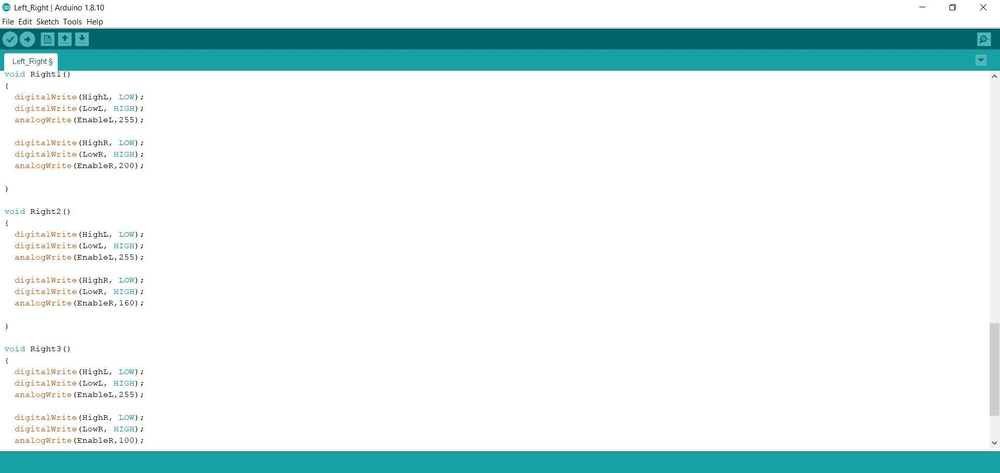 Left_Right | Arduino 1.8.10
File Edit Sketch Tools Help
Left_Right §
void Right1()
{
  digitalWrite(HighL, LOW);
  digitalWrite(LowL, HIGH);
  analogWrite(EnableL,255);

  digitalWrite(HighR, LOW);
  digitalWrite(LowR, HIGH);
  analogWrite(EnableR,200);

}

void Right2()
{
  digitalWrite(HighL, LOW);
  digitalWrite(LowL, HIGH);
  analogWrite(EnableL,255);

  digitalWrite(HighR, LOW);
  digitalWrite(LowR, HIGH);
  analogWrite(EnableR,160);

}

void Right3()
{
  digitalWrite(HighL, LOW);
  digitalWrite(LowL, HIGH);
  analogWrite(EnableL,255);

  digitalWrite(HighR, LOW);
  digitalWrite(LowR, HIGH);
  analogWrite(EnableR,100);